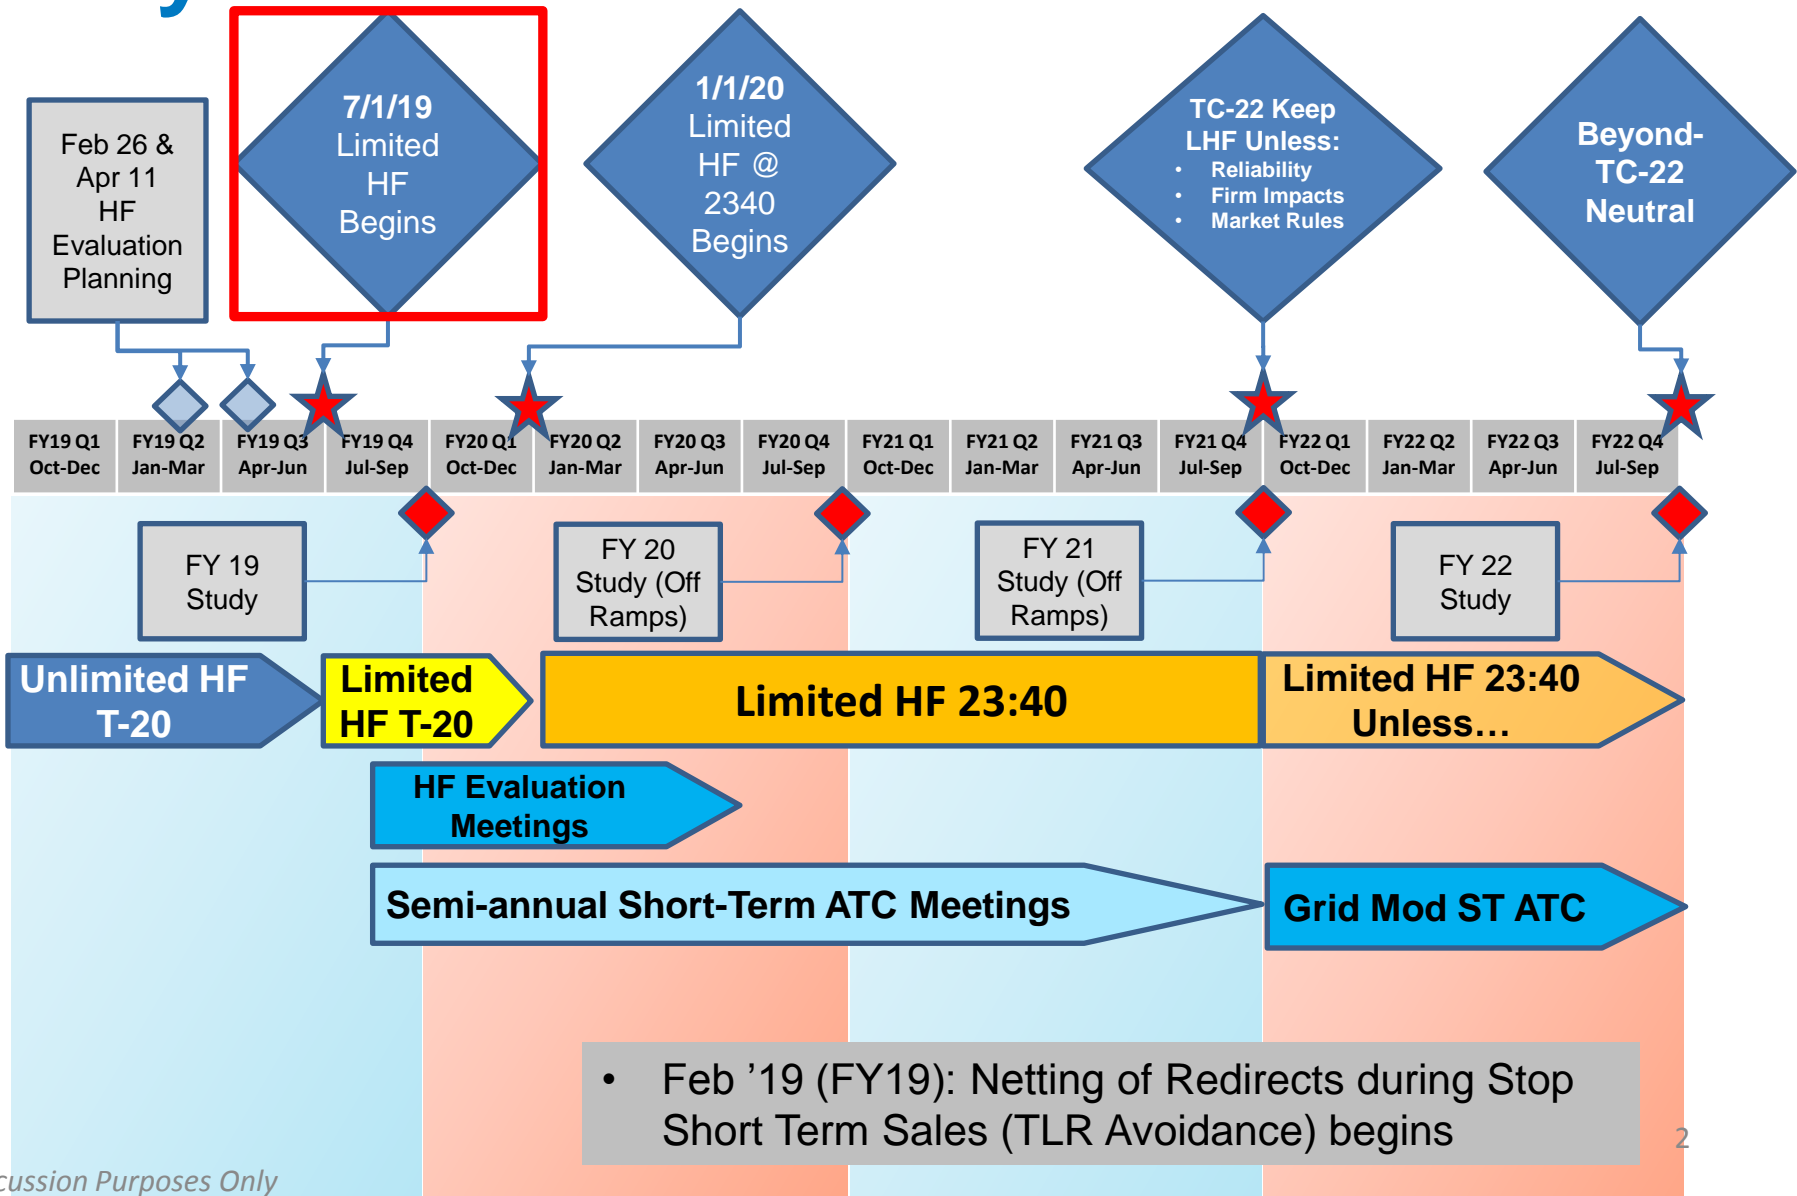 Feb 26 &
Apr 11
HF
Evaluation
Planning
7/1/19
Limited
HF
Begins
1/1/20
Limited
HF @
2340
Begins
TC-22 Keep
LHF Unless:
• Reliability
• Firm Impacts
• Market Rules
Beyond-
TC-22
Neutral
FY19 Q1 FY19 Q2 FY19 Q3 FY19 Q4 FY20 Q1 FY20 Q2 FY20 Q3 FY20 Q4 FY21 Q1 FY21 Q2 FY21 Q3 FY21 Q4 FY22 Q1 FY22 Q2 FY22 Q3 FY22 Q4
Oct-Dec Jan-Mar Apr-Jun Jul-Sep Oct-Dec Jan-Mar Apr-Jun Jul-Sep Oct-Dec Jan-Mar Apr-Jun Jul-Sep Oct-Dec Jan-Mar Apr-Jun Jul-Sep
FY 19
Study
FY 20
Study (Off
Ramps)
FY 21
Study (Off
Ramps)
FY 22
Study
Unlimited HF
T-20
Limited
HF T-20
Limited HF 23:40
Limited HF 23:40
Unless…
HF Evaluation
Meetings
Semi-annual Short-Term ATC Meetings
Grid Mod ST ATC
• Feb ’19 (FY19): Netting of Redirects during Stop
Short Term Sales (TLR Avoidance) begins
2
cussion Purposes Only